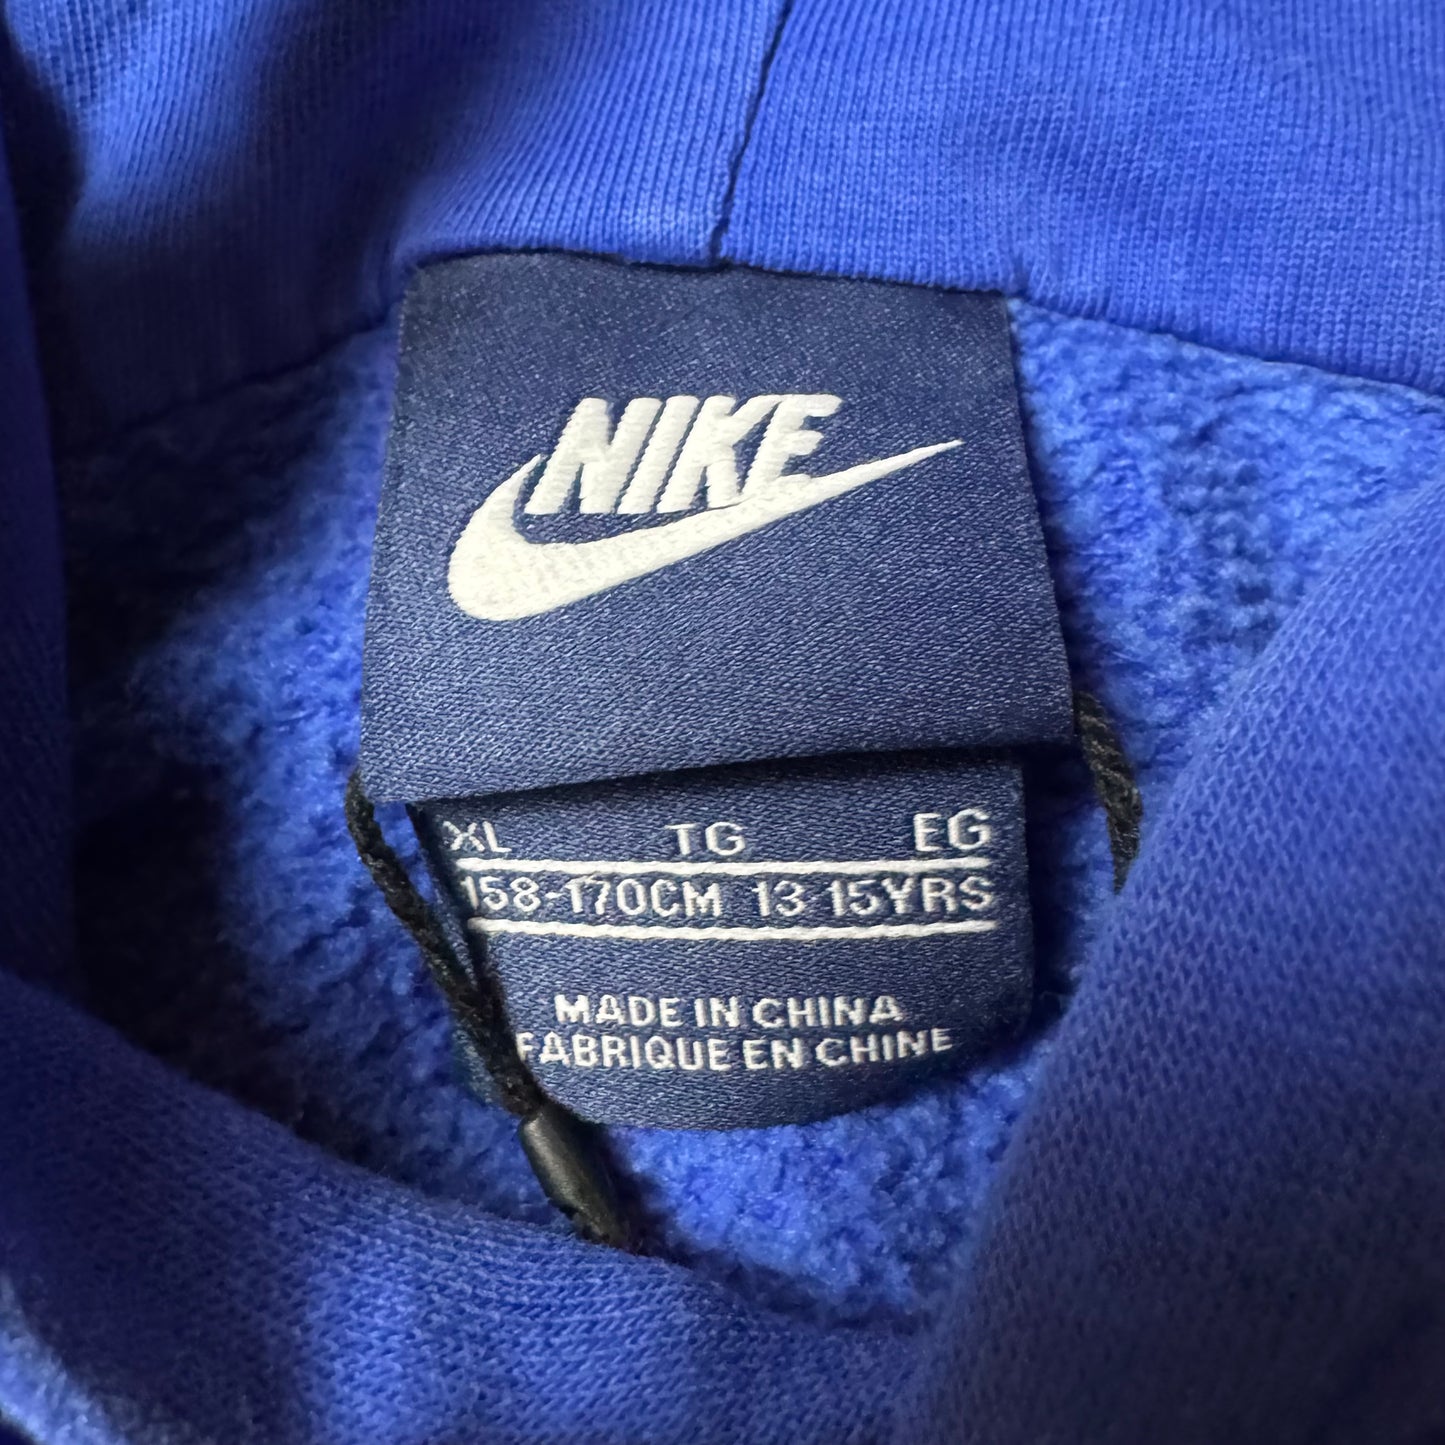 NIKE
XL TG EG
158-170CM 13-15YRS
MADE IN CHINA
FABRIQUE EN CHINE